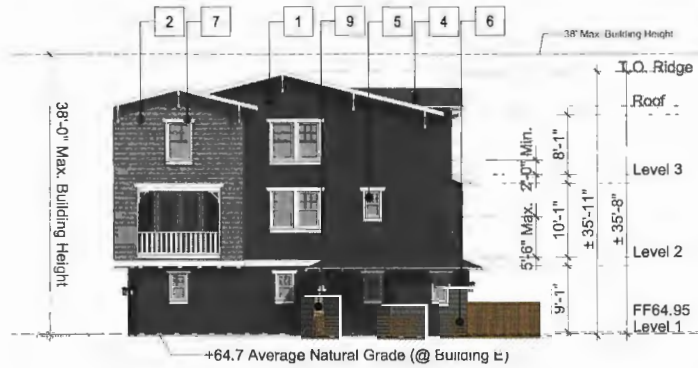 2 7 1 9 5 4 6
38' Max. Building Height
T.O. Ridge
Roof
38'-0" Max. Building Height
8'-1"
2'-0" Min.
Level 3
10'-1"
5'-6" Max.
± 35'-11"
± 35'-8"
Level 2
9'-1"
FF64.95
Level 1
+64.7 Average Natural Grade (@ Building E)